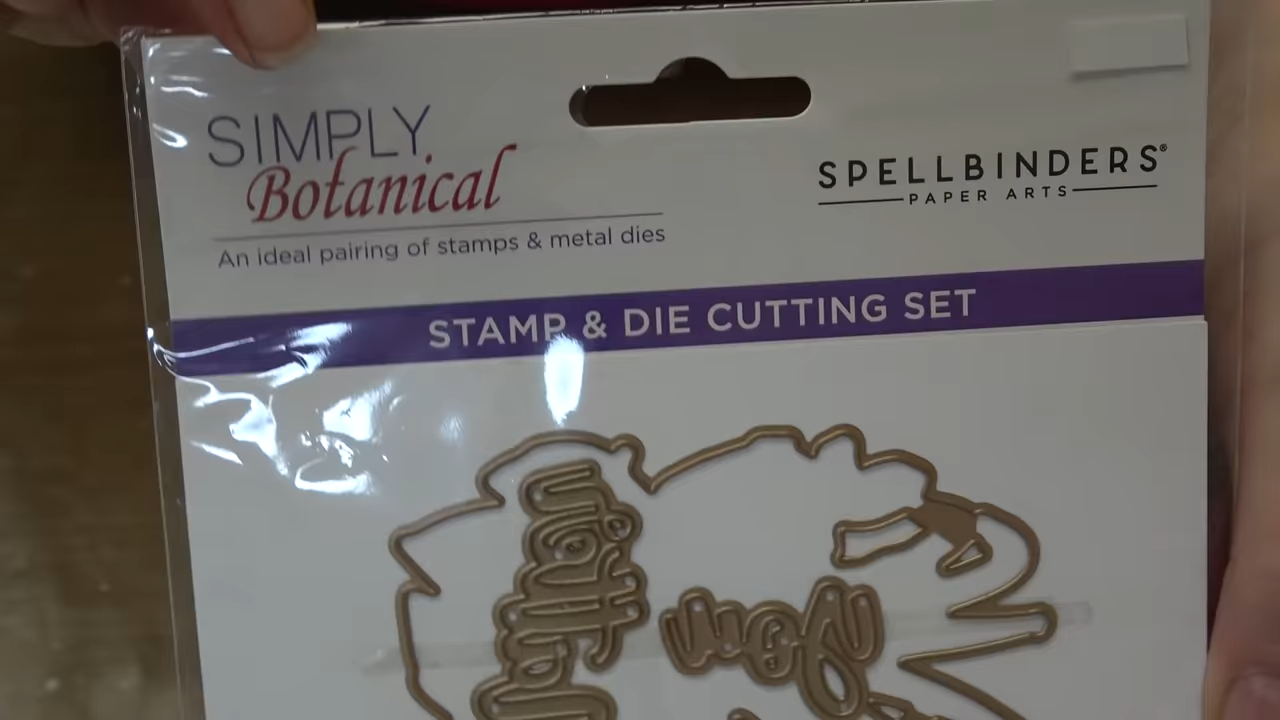 SIMPLY
Botanical
An ideal pairing of stamps & metal dies
SPELLBINDERS®
PAPER ARTS
STAMP & DIE CUTTING SET